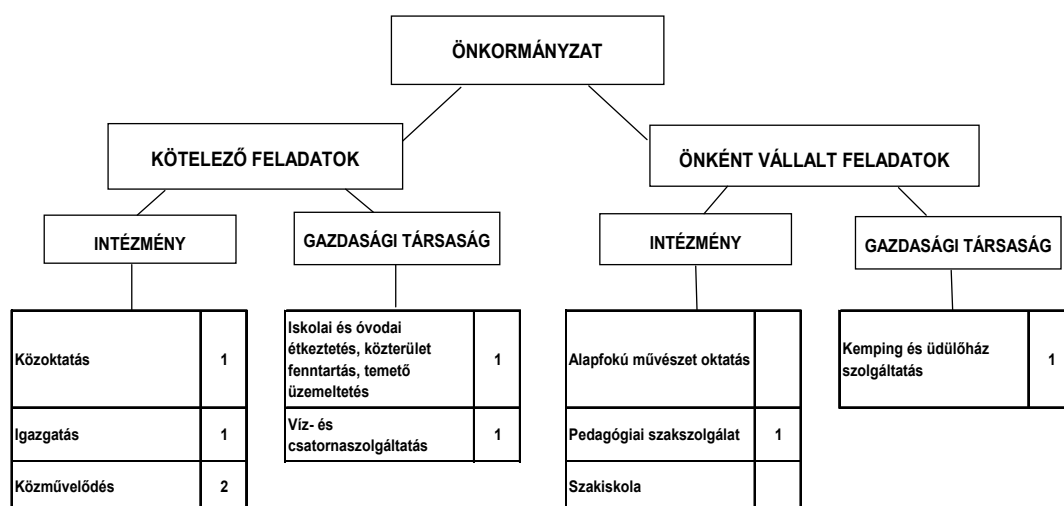 ÖNKORMÁNYZAT
KÖTELEZŐ FELADATOK
ÖNKÉNT VÁLLALT FELADATOK
INTÉZMÉNY
GAZDASÁGI TÁRSASÁG
INTÉZMÉNY
GAZDASÁGI TÁRSASÁG
Közoktatás 1
Igazgatás 1
Közművelődés 2
Iskolai és óvodai
étkeztetés, közterület
fenntartás, temető
üzemeltetés
1
Víz- és
csatornaszolgáltatás
1
Alapfokú művészet oktatás
Pedagógiai szakszolgálat 1
Szakiskola
Kemping és üdülőház
szolgáltatás
1